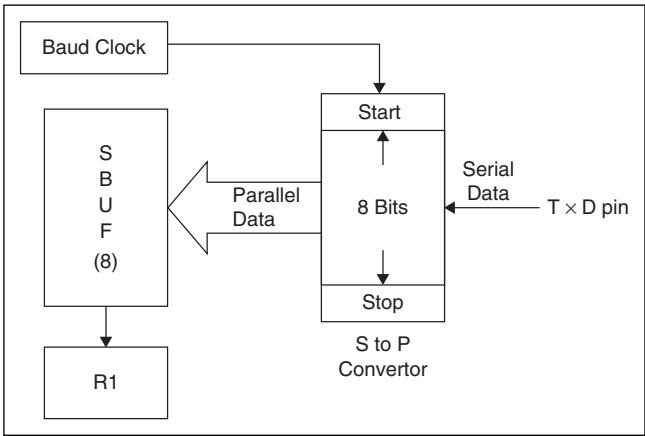 Baud Clock
Start
S
B
U
F
(8)
Parallel
Data
8 Bits
Serial
Data
T × D pin
Stop
R1
S to P
Convertor